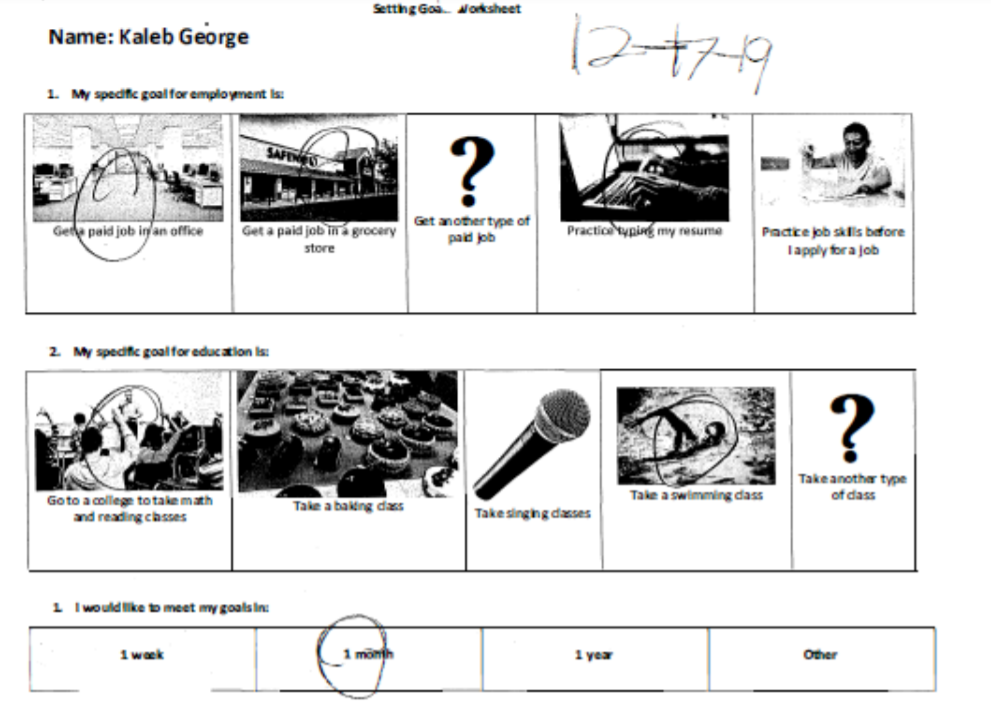 Setting Goa... Worksheet
Name: Kaleb George
12-17-19
1. My specific goal for employment is:
SAFEWAY
Get a paid job in an office
Get a paid job in a grocery
store
Get another type of
paid job
Practice typing my resume
Practice job skills before
I apply for a job
2. My specific goal for education is:
Go to a college to take math
and reading classes
Take a baking class
Take singing classes
Take a swimming class
Take another type
of class
1. I would like to meet my goals in:
1 week
1 month
1 year
Other